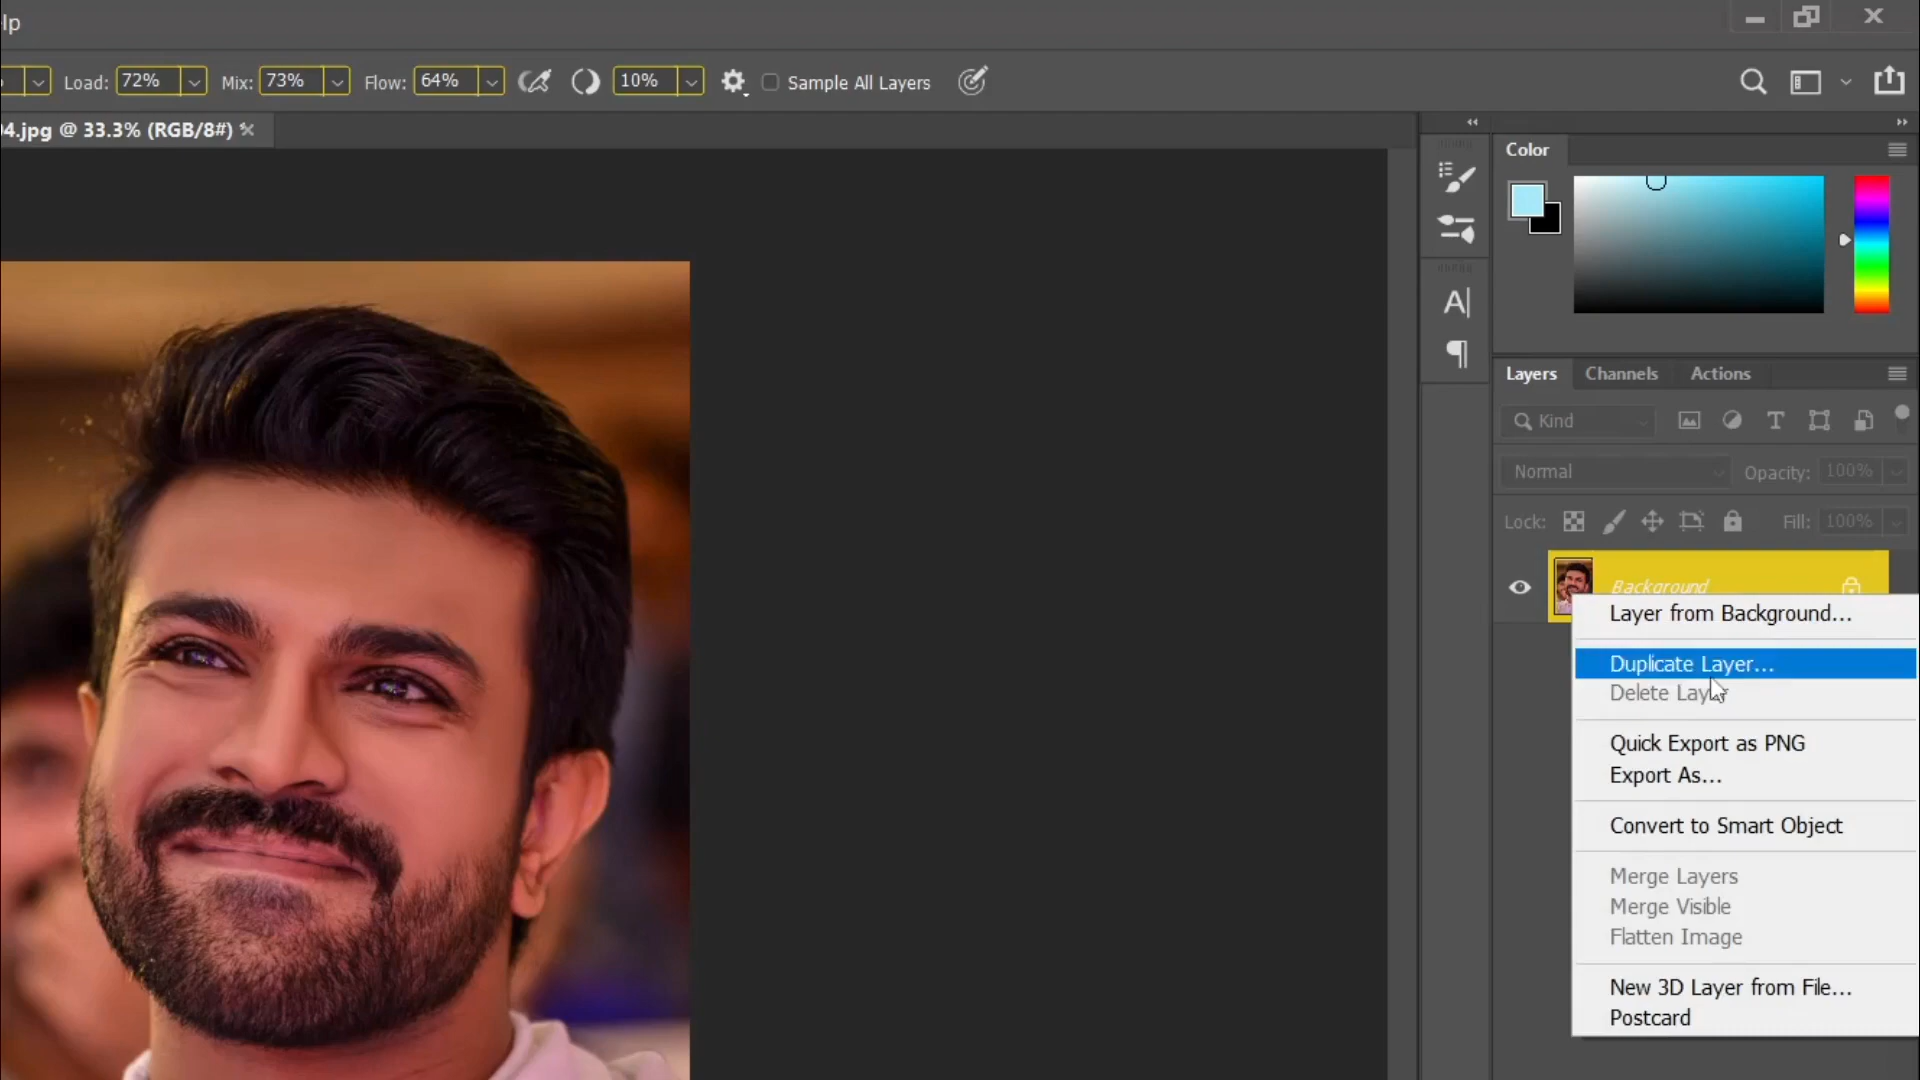 lp
Load: 72% Mix: 73% Flow: 64% 10% Sample All Layers
04.jpg @ 33.3% (RGB/8#)
Color
A
¶
Layers Channels Actions
Kind
Normal Opacity: 100%
Lock: Fill: 100%
Background
Layer from Background...
Duplicate Layer...
Delete Layer
Quick Export as PNG
Export As...
Convert to Smart Object
Merge Layers
Merge Visible
Flatten Image
New 3D Layer from File...
Postcard